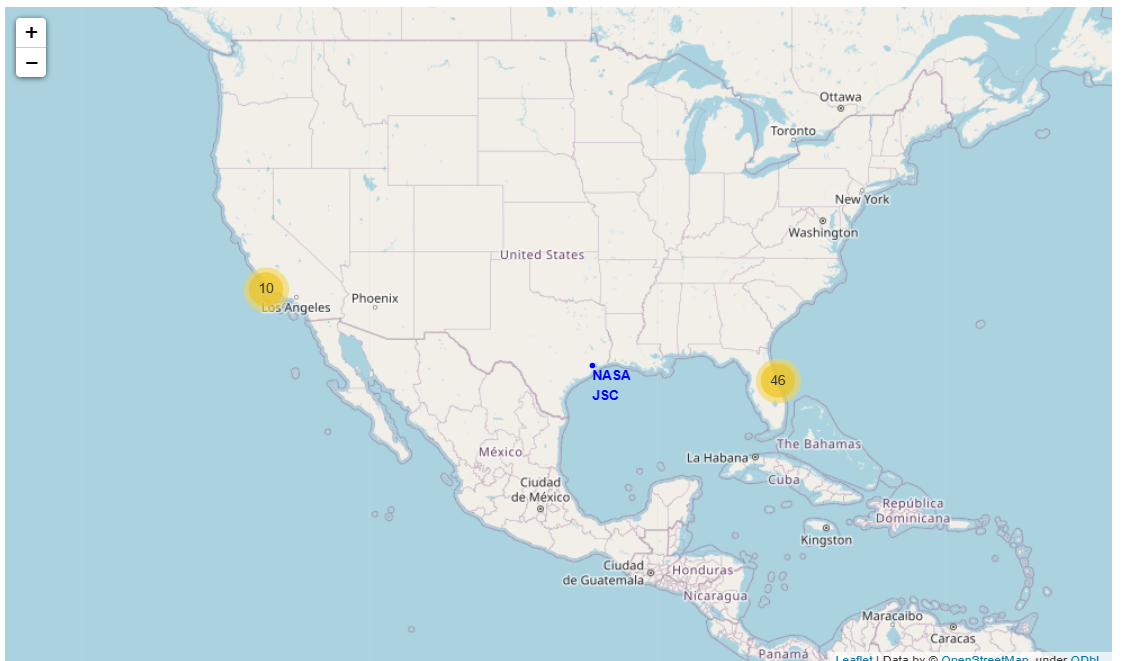 +
−
Ottawa
Toronto
New York
Washington
United States
10
Los Angeles
Phoenix
NASA
JSC
46
The Bahamas
México
La Habana
Cuba
Ciudad
de México
República
Dominicana
Kingston
Ciudad
de Guatemala
Honduras
Nicaragua
Maracaibo
Caracas
Panamá
Leaflet | Data by © OpenStreetMap, under ODbL.